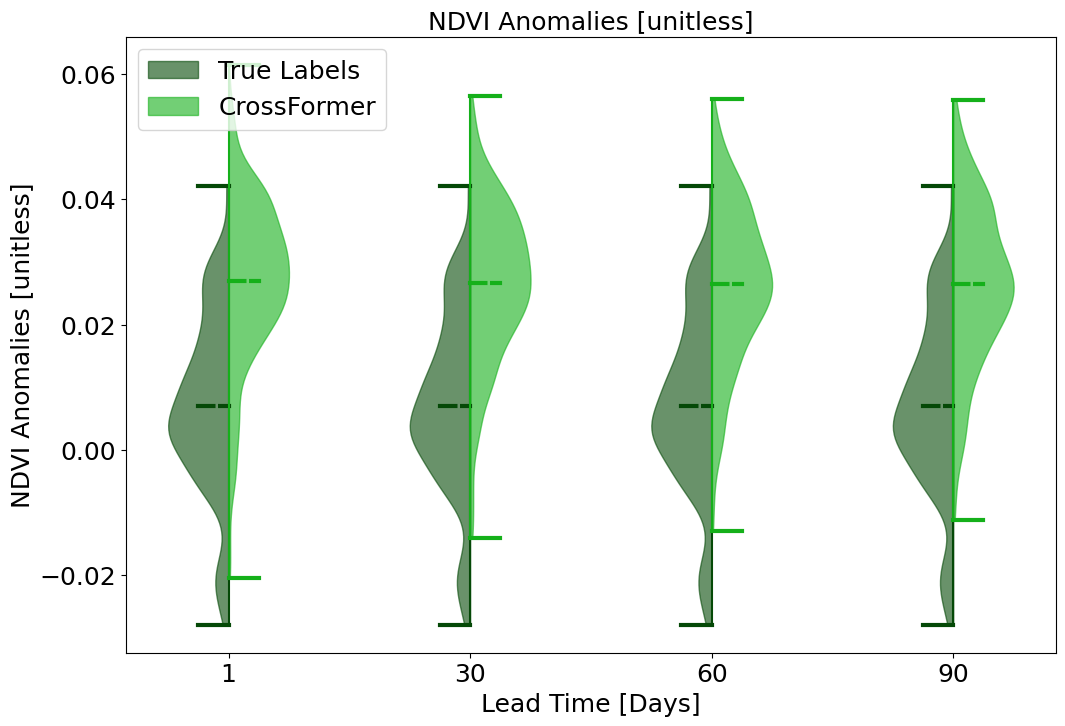 NDVI Anomalies [unitless]
True Labels
CrossFormer
NDVI Anomalies [unitless]
0.06
0.04
0.02
0.00
−0.02
1 30 60 90
Lead Time [Days]